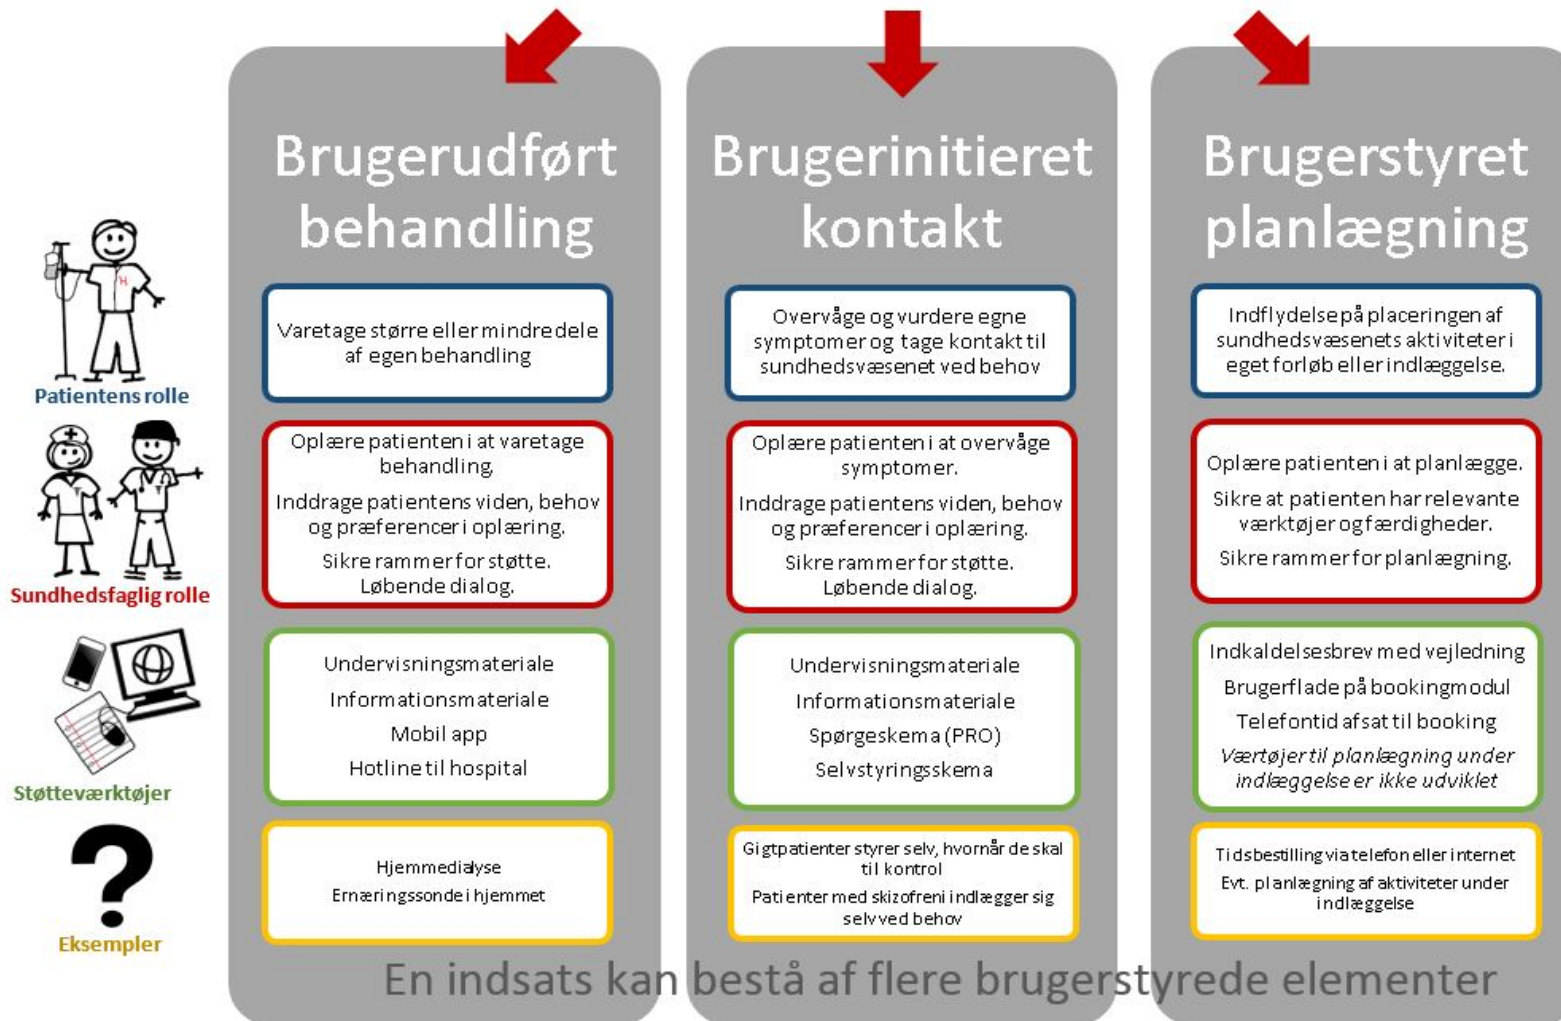 Brugerudført
behandling
Brugerinitieret
kontakt
Brugerstyret
planlægning
Patientens rolle
Varetage større eller mindre dele
af egen behandling
Overvåge og vurdere egne
symptomer og tage kontakt til
sundhedsvæsenet ved behov
Indflydelse på placeringen af
sundhedsvæsenets aktiviteter i
eget forløb eller indlæggelse.
Sundhedsfaglig rolle
Oplære patienten i at varetage
behandling.
Inddrage patientens viden, behov
og præferencer i oplæring.
Sikre rammer for støtte.
Løbende dialog.
Oplære patienten i at overvåge
symptomer.
Inddrage patientens viden, behov
og præferencer i oplæring.
Sikre rammer for støtte.
Løbende dialog.
Oplære patienten i at planlægge.
Sikre at patienten har relevante
værktøjer og færdigheder.
Sikre rammer for planlægning.
Støtteværktøjer
Undervisningsmateriale
Informationsmateriale
Mobil app
Hotline til hospital
Undervisningsmateriale
Informationsmateriale
Spørgeskema (PRO)
Selvstyringsskema
Indkaldelsesbrev med vejledning
Brugerflade på bookingmodul
Telefontid afsat til booking
Værtøjer til planlægning under
indlæggelse er ikke udviklet
?
Eksempler
Hjemmedialyse
Ernæringssonde i hjemmet
Gigtpatienter styrer selv, hvornår de skal
til kontrol
Patienter med skizofreni indlægger sig
selv ved behov
Tidsbestilling via telefon eller internet
Evt. planlægning af aktiviteter under
indlæggelse
En indsats kan bestå af flere brugerstyrede elementer